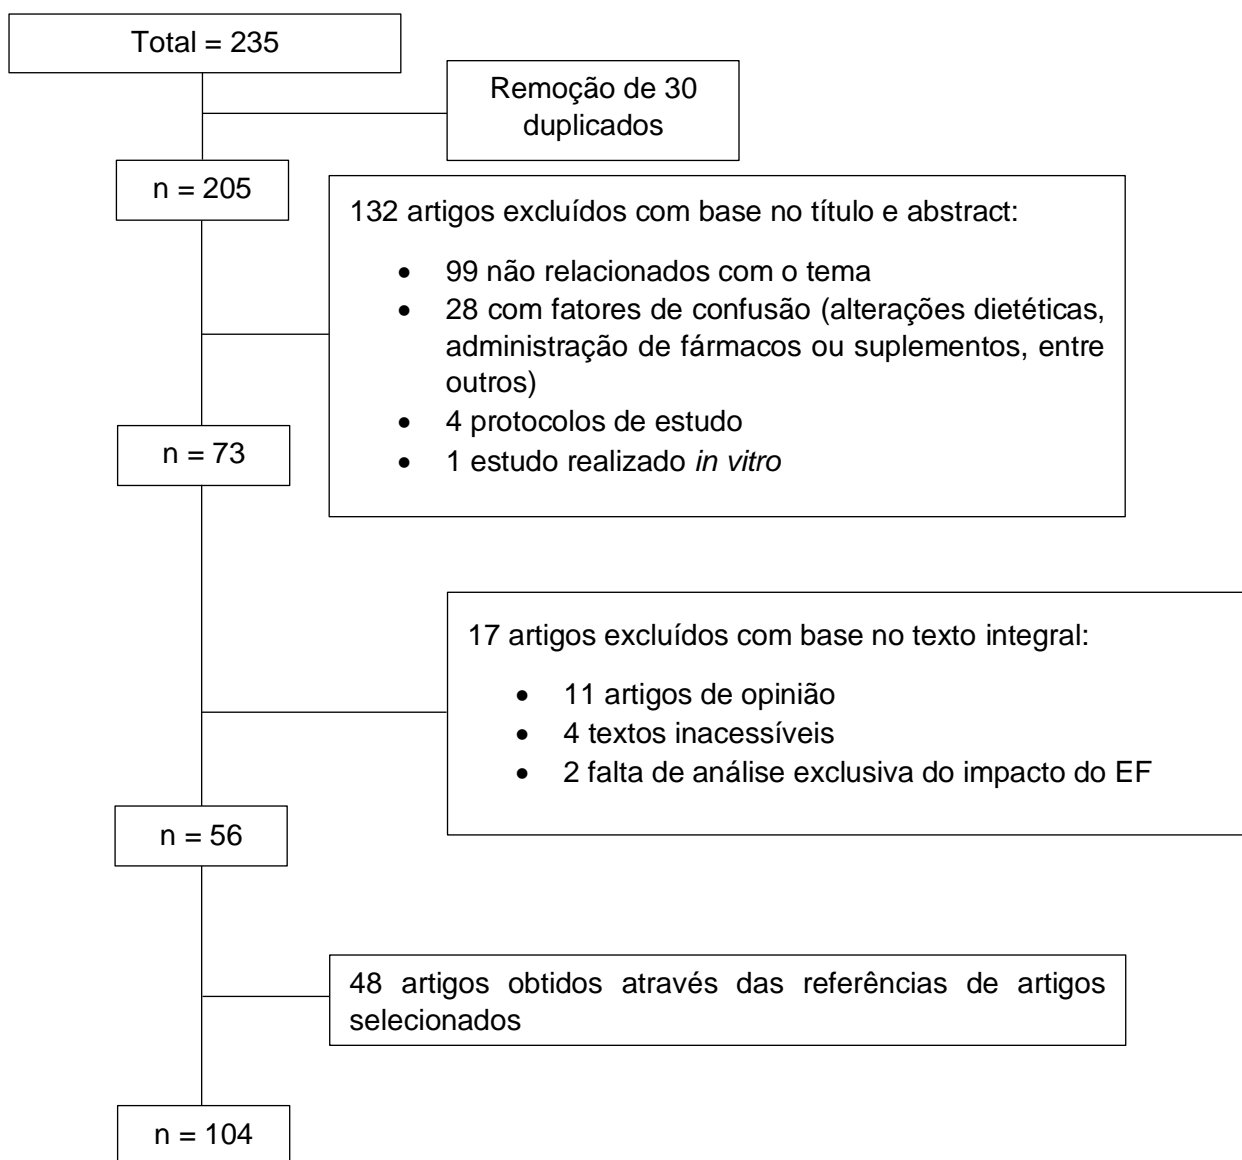 Total = 235
Remoção de 30
duplicados
n = 205
132 artigos excluídos com base no título e abstract:
• 99 não relacionados com o tema
• 28 com fatores de confusão (alterações dietéticas,
administração de fármacos ou suplementos, entre
outros)
• 4 protocolos de estudo
• 1 estudo realizado in vitro
n = 73
17 artigos excluídos com base no texto integral:
• 11 artigos de opinião
• 4 textos inacessíveis
• 2 falta de análise exclusiva do impacto do EF
n = 56
48 artigos obtidos através das referências de artigos
selecionados
n = 104